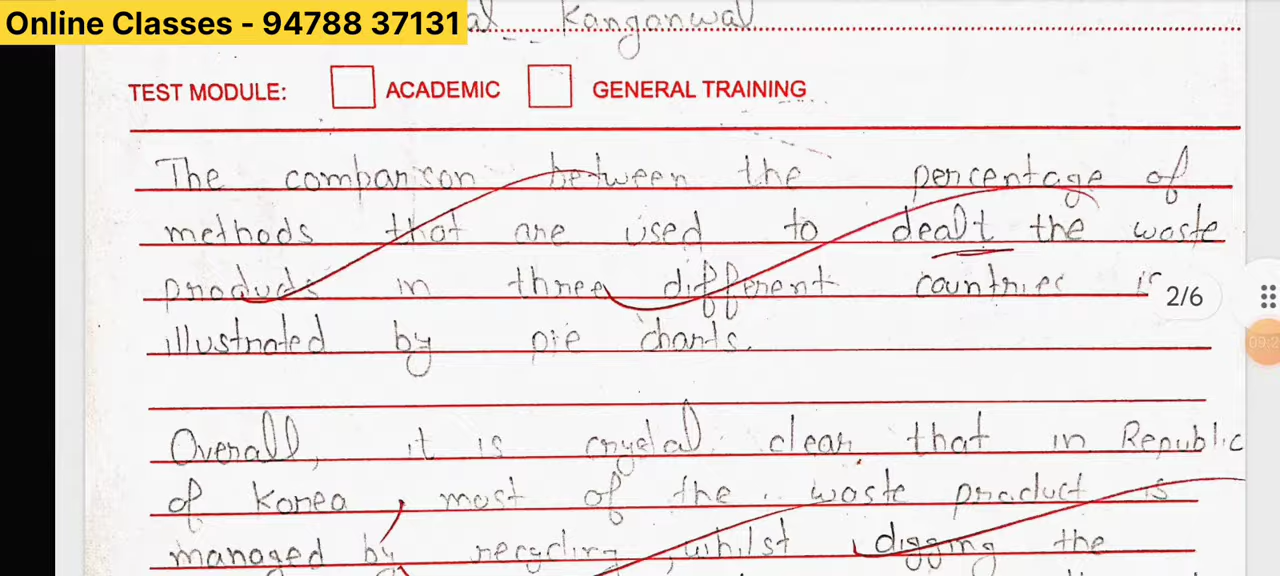 Online Classes - 94788 37131
al Kanganwal
TEST MODULE: ACADEMIC GENERAL TRAINING
The comparison between the percentage of
methods that are used to dealt the waste
products in three different countries is
2/6
illustrated by pie charts.
09:2
Overall, it is crystal clear that in Republic
of Korea, most of the waste product is
managed by recycling, whilst digging the